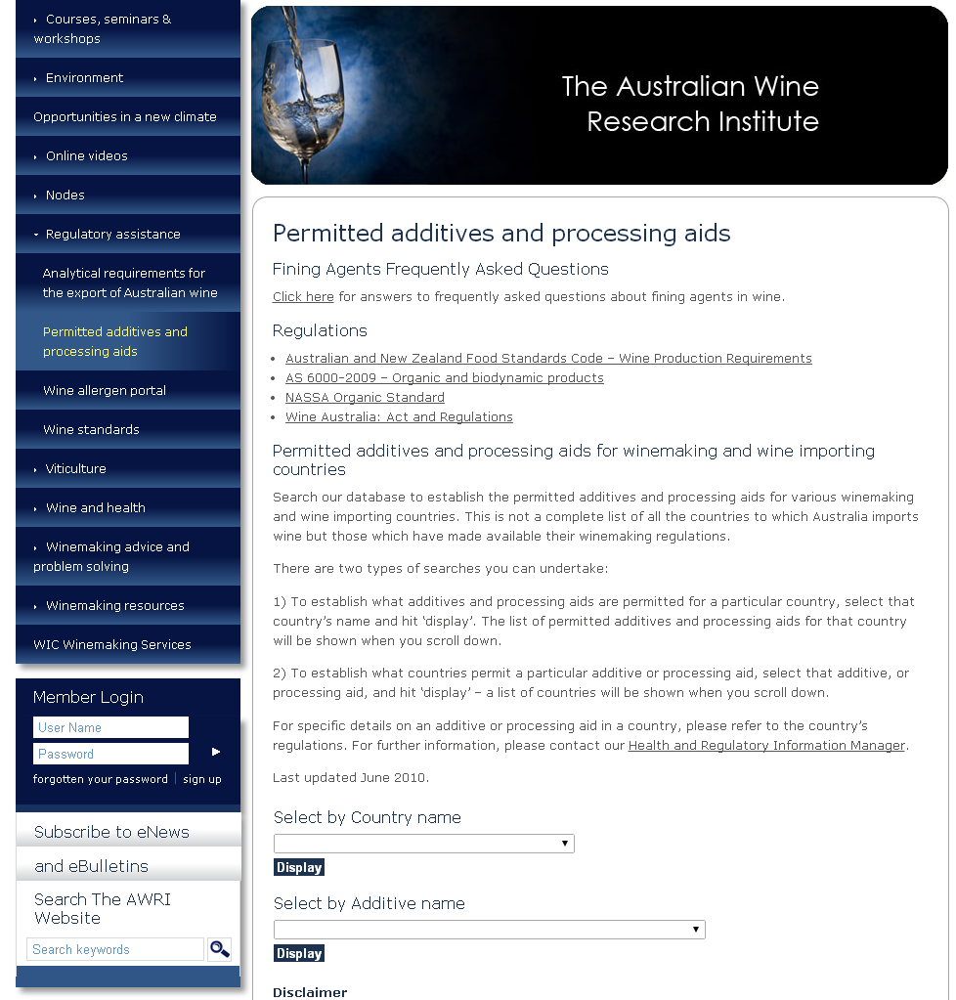 Courses, seminars &
workshops
Environment
Opportunities in a new climate
Online videos
Nodes
Regulatory assistance
Analytical requirements for
the export of Australian wine
Permitted additives and
processing aids
Wine allergen portal
Wine standards
Viticulture
Wine and health
Winemaking advice and
problem solving
Winemaking resources
WIC Winemaking Services
Member Login
User Name
Password
forgotten your password | sign up
Subscribe to eNews
and eBulletins
Search The AWRI
Website
Search keywords
The Australian Wine
Research Institute
Permitted additives and processing aids
Fining Agents Frequently Asked Questions
Click here for answers to frequently asked questions about fining agents in wine.
Regulations
• Australian and New Zealand Food Standards Code – Wine Production Requirements
• AS 6000-2009 – Organic and biodynamic products
• NASSA Organic Standard
• Wine Australia: Act and Regulations
Permitted additives and processing aids for winemaking and wine importing
countries
Search our database to establish the permitted additives and processing aids for various winemaking
and wine importing countries. This is not a complete list of all the countries to which Australia imports
wine but those which have made available their winemaking regulations.
There are two types of searches you can undertake:
1) To establish what additives and processing aids are permitted for a particular country, select that
country’s name and hit ‘display’. The list of permitted additives and processing aids for that country
will be shown when you scroll down.
2) To establish what countries permit a particular additive or processing aid, select that additive, or
processing aid, and hit ‘display’ – a list of countries will be shown when you scroll down.
For specific details on an additive or processing aid in a country, please refer to the country’s
regulations. For further information, please contact our Health and Regulatory Information Manager.
Last updated June 2010.
Select by Country name
Display
Select by Additive name
Display
Disclaimer